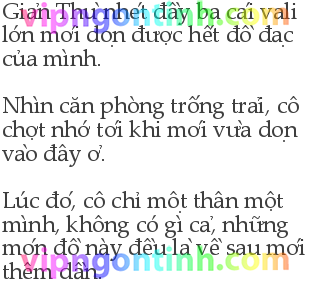 Giản Thù nhét đầy ba cái vali
lớn mới dọn được hết đồ đạc
của mình.
Nhìn căn phòng trống trải, cô
chợt nhớ tới khi mới vừa dọn
vào đây ở.
Lúc đó, cô chỉ một thân một
mình, không có gì cả, những
món đồ này đều là về sau mới
thêm dần.
vipngontinh.com
vipngontinh.com